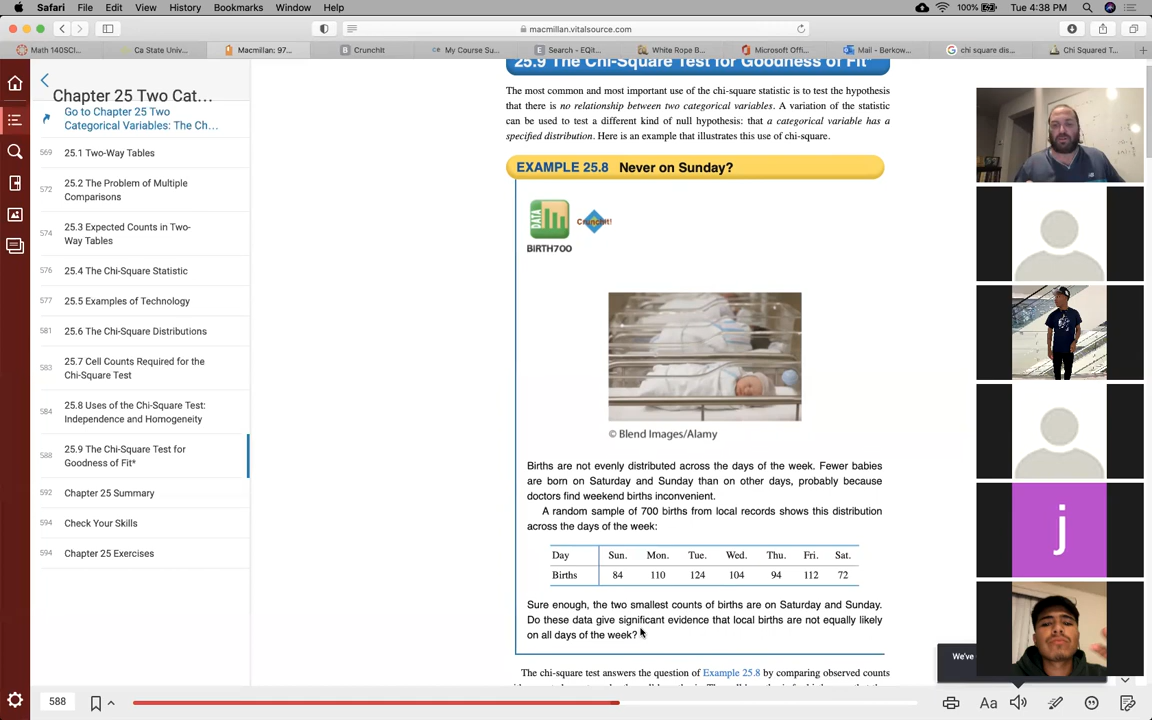 Safari File Edit View History Bookmarks Window Help
100% Tue 4:38 PM
macmillan.vitalsource.com
Math 140SCI...
Ca State Univ...
Macmillan: 97...
CrunchIt
My Course Su...
Search - EQit...
White Rope B...
Microsoft Offi...
Mail - Berkow...
chi square dis...
Chi Squared T...
Chapter 25 Two Cat...
Go to Chapter 25 Two
Categorical Variables: The Ch...
569 25.1 Two-Way Tables
572 25.2 The Problem of Multiple
Comparisons
574 25.3 Expected Counts in Two-
Way Tables
576 25.4 The Chi-Square Statistic
577 25.5 Examples of Technology
581 25.6 The Chi-Square Distributions
583 25.7 Cell Counts Required for the
Chi-Square Test
584 25.8 Uses of the Chi-Square Test:
Independence and Homogeneity
588 25.9 The Chi-Square Test for
Goodness of Fit*
592 Chapter 25 Summary
594 Check Your Skills
594 Chapter 25 Exercises
25.9 The Chi-Square Test for Goodness of Fit*
The most common and most important use of the chi-square statistic is to test the hypothesis
that there is no relationship between two categorical variables. A variation of the statistic
can be used to test a different kind of null hypothesis: that a categorical variable has a
specified distribution. Here is an example that illustrates this use of chi-square.
EXAMPLE 25.8 Never on Sunday?
DATA
CrunchIt!
BIRTH700
© Blend Images/Alamy
Births are not evenly distributed across the days of the week. Fewer babies
are born on Saturday and Sunday than on other days, probably because
doctors find weekend births inconvenient.
A random sample of 700 births from local records shows this distribution
across the days of the week:
Day Sun. Mon. Tue. Wed. Thu. Fri. Sat.
Births 84 110 124 104 94 112 72
Sure enough, the two smallest counts of births are on Saturday and Sunday.
Do these data give significant evidence that local births are not equally likely
on all days of the week?
The chi-square test answers the question of Example 25.8 by comparing observed counts
j
We've
588
Aa